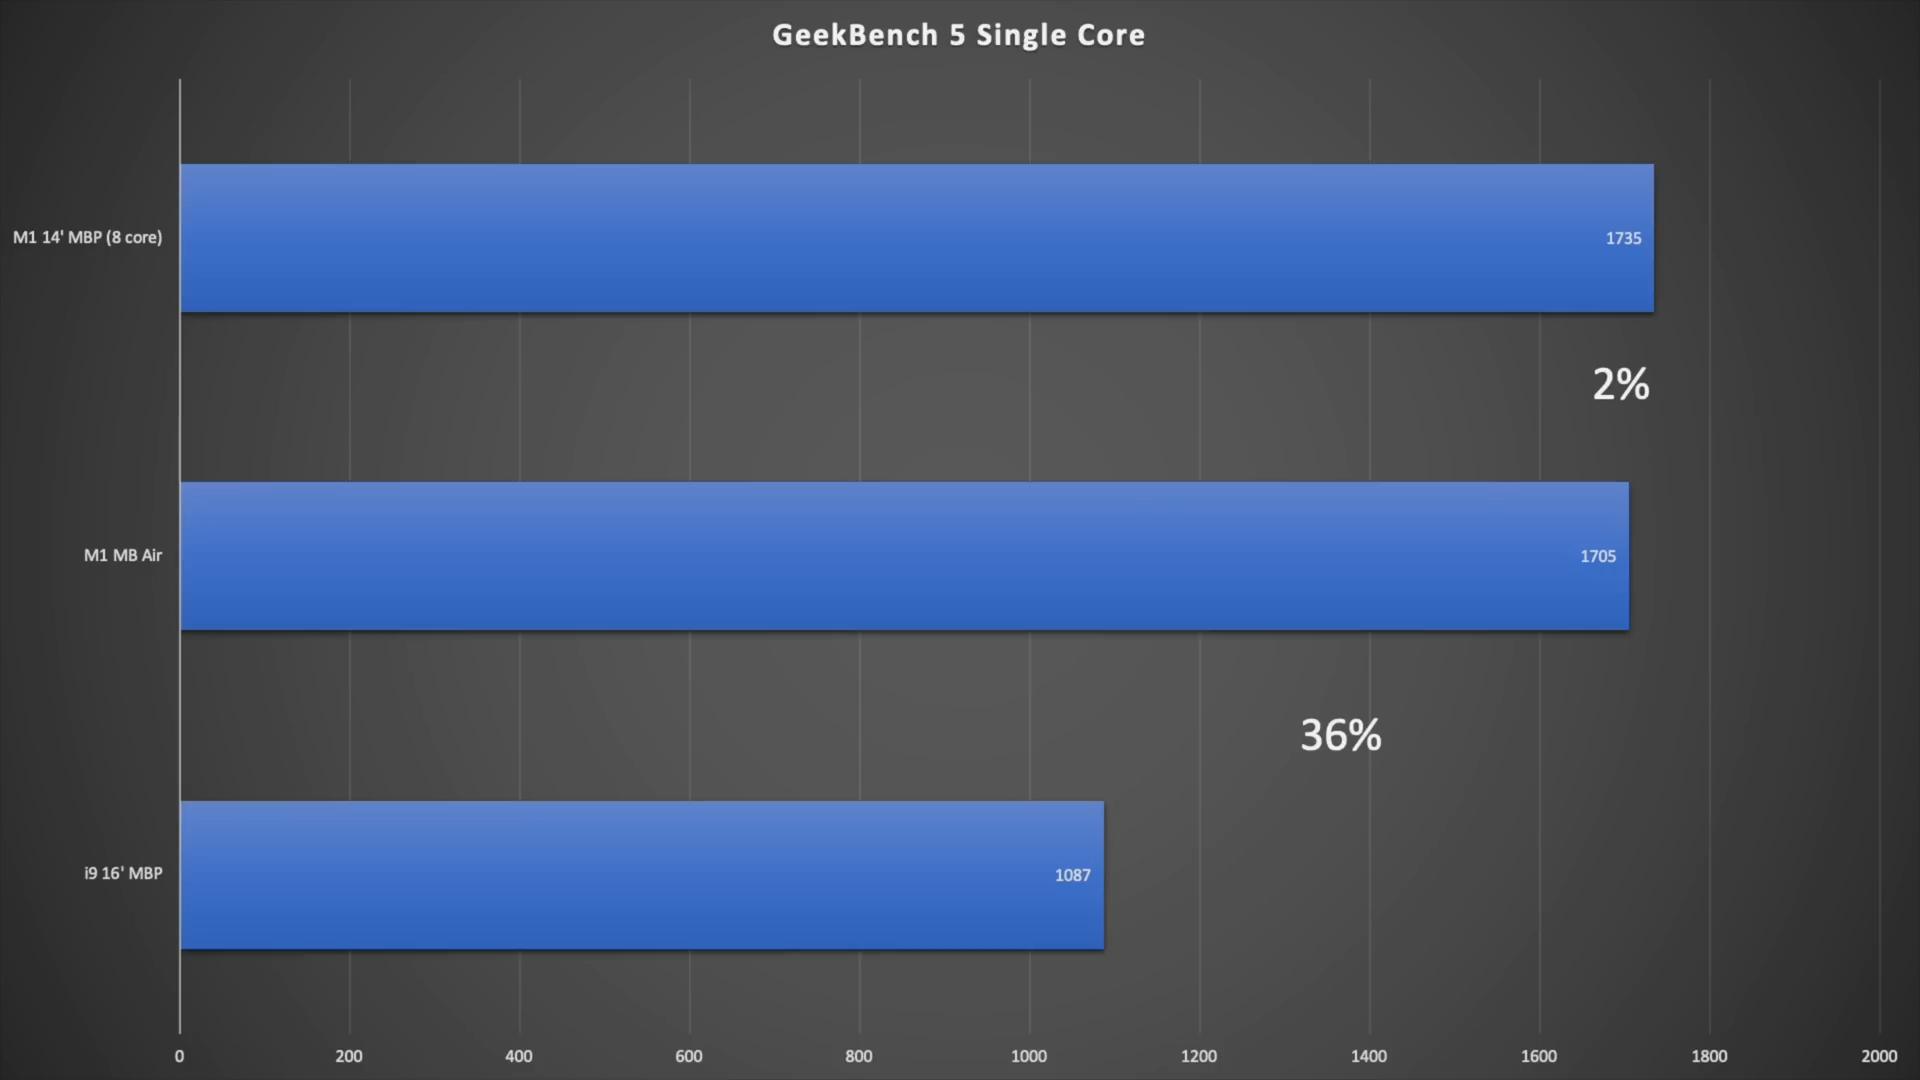 GeekBench 5 Single Core
M1 14' MBP (8 core)
1735
2%
M1 MB Air
1705
36%
i9 16' MBP
1087
0 200 400 600 800 1000 1200 1400 1600 1800 2000